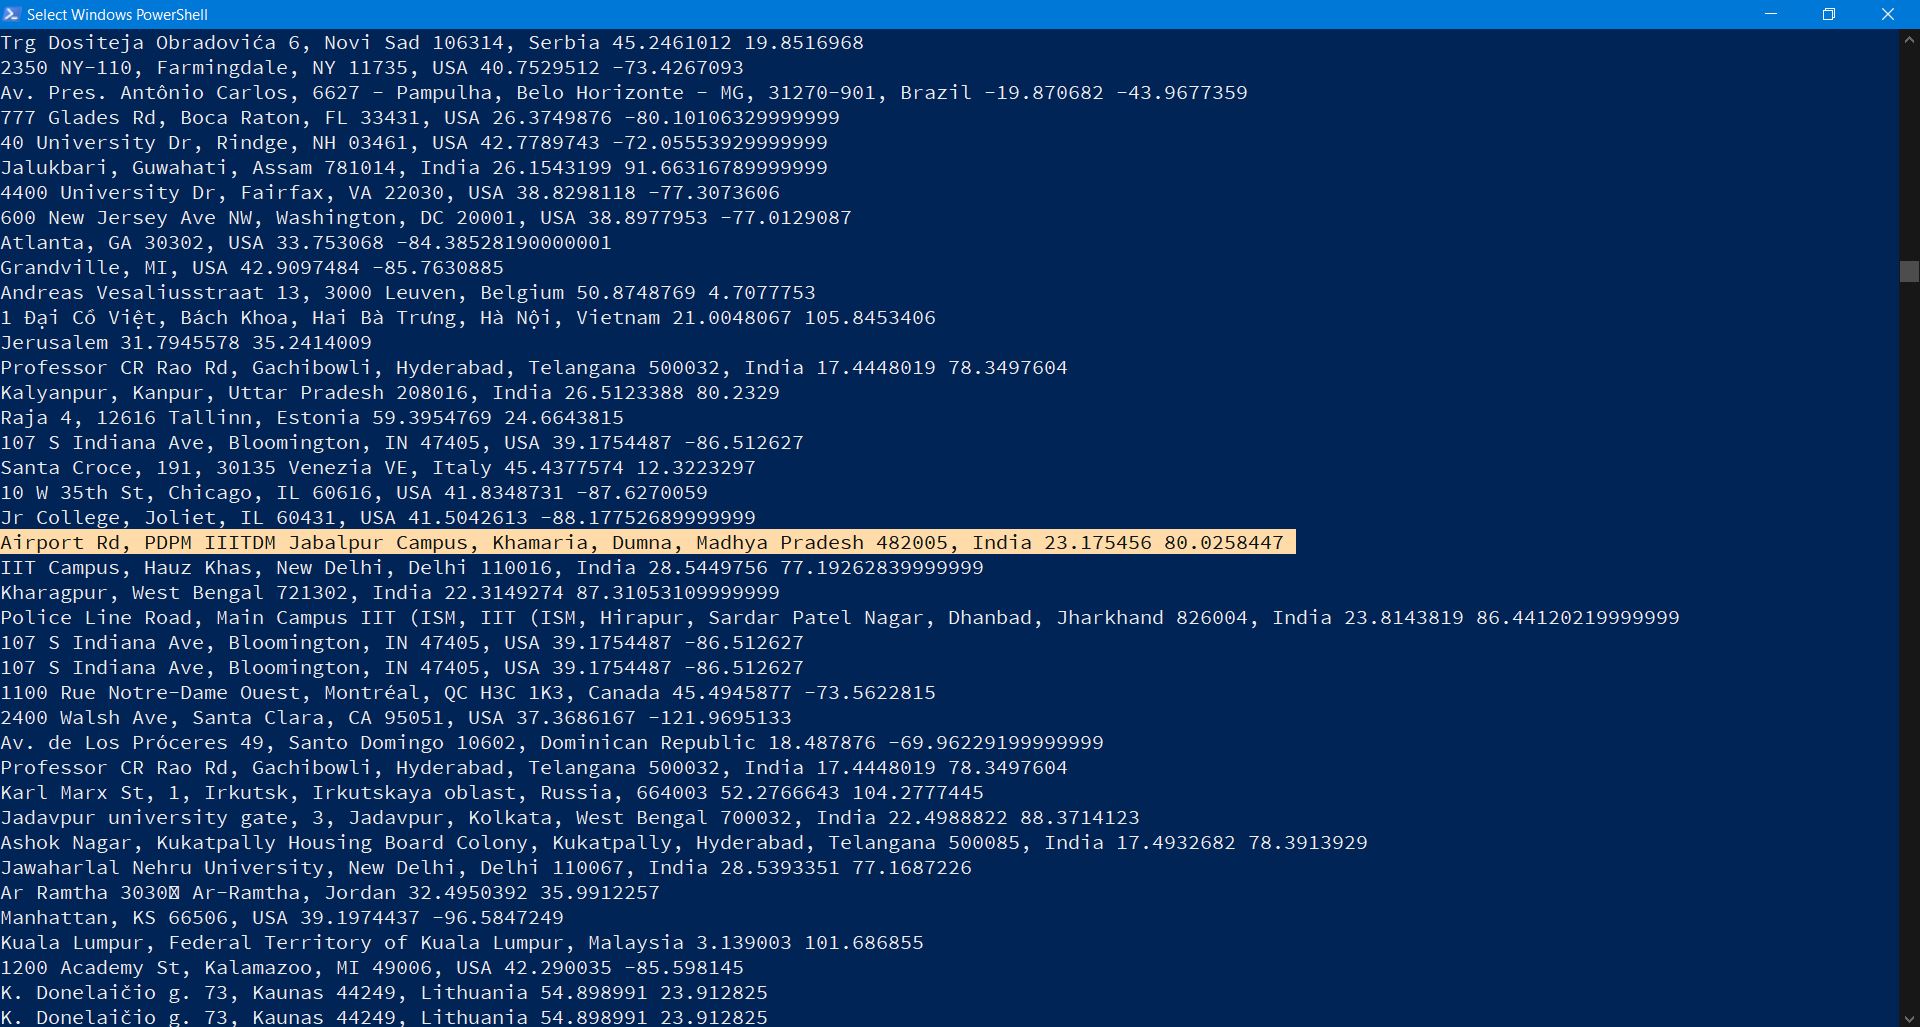 Select Windows PowerShell
Trg Dositeja Obradovića 6, Novi Sad 106314, Serbia 45.2461012 19.8516968
2350 NY-110, Farmingdale, NY 11735, USA 40.7529512 -73.4267093
Av. Pres. Antônio Carlos, 6627 - Pampulha, Belo Horizonte - MG, 31270-901, Brazil -19.870682 -43.9677359
777 Glades Rd, Boca Raton, FL 33431, USA 26.3749876 -80.10106329999999
40 University Dr, Rindge, NH 03461, USA 42.7789743 -72.05553929999999
Jalukbari, Guwahati, Assam 781014, India 26.1543199 91.66316789999999
4400 University Dr, Fairfax, VA 22030, USA 38.8298118 -77.3073606
600 New Jersey Ave NW, Washington, DC 20001, USA 38.8977953 -77.0129087
Atlanta, GA 30302, USA 33.753068 -84.38528190000001
Grandville, MI, USA 42.9097484 -85.7630885
Andreas Vesaliusstraat 13, 3000 Leuven, Belgium 50.8748769 4.7077753
1 Đại Cồ Việt, Bách Khoa, Hai Bà Trưng, Hà Nội, Vietnam 21.0048067 105.8453406
Jerusalem 31.7945578 35.2414009
Professor CR Rao Rd, Gachibowli, Hyderabad, Telangana 500032, India 17.4448019 78.3497604
Kalyanpur, Kanpur, Uttar Pradesh 208016, India 26.5123388 80.2329
Raja 4, 12616 Tallinn, Estonia 59.3954769 24.6643815
107 S Indiana Ave, Bloomington, IN 47405, USA 39.1754487 -86.512627
Santa Croce, 191, 30135 Venezia VE, Italy 45.4377574 12.3223297
10 W 35th St, Chicago, IL 60616, USA 41.8348731 -87.6270059
Jr College, Joliet, IL 60431, USA 41.5042613 -88.17752689999999
Airport Rd, PDPM IIITDM Jabalpur Campus, Khamaria, Dumna, Madhya Pradesh 482005, India 23.175456 80.0258447
IIT Campus, Hauz Khas, New Delhi, Delhi 110016, India 28.5449756 77.19262839999999
Kharagpur, West Bengal 721302, India 22.3149274 87.31053109999999
Police Line Road, Main Campus IIT (ISM, IIT (ISM, Hirapur, Sardar Patel Nagar, Dhanbad, Jharkhand 826004, India 23.8143819 86.44120219999999
107 S Indiana Ave, Bloomington, IN 47405, USA 39.1754487 -86.512627
107 S Indiana Ave, Bloomington, IN 47405, USA 39.1754487 -86.512627
1100 Rue Notre-Dame Ouest, Montréal, QC H3C 1K3, Canada 45.4945877 -73.5622815
2400 Walsh Ave, Santa Clara, CA 95051, USA 37.3686167 -121.9695133
Av. de Los Próceres 49, Santo Domingo 10602, Dominican Republic 18.487876 -69.96229199999999
Professor CR Rao Rd, Gachibowli, Hyderabad, Telangana 500032, India 17.4448019 78.3497604
Karl Marx St, 1, Irkutsk, Irkutskaya oblast, Russia, 664003 52.2766643 104.2777445
Jadavpur university gate, 3, Jadavpur, Kolkata, West Bengal 700032, India 22.4988822 88.3714123
Ashok Nagar, Kukatpally Housing Board Colony, Kukatpally, Hyderabad, Telangana 500085, India 17.4932682 78.3913929
Jawaharlal Nehru University, New Delhi, Delhi 110067, India 28.5393351 77.1687226
Ar Ramtha 3030 Ar-Ramtha, Jordan 32.4950392 35.9912257
Manhattan, KS 66506, USA 39.1974437 -96.5847249
Kuala Lumpur, Federal Territory of Kuala Lumpur, Malaysia 3.139003 101.686855
1200 Academy St, Kalamazoo, MI 49006, USA 42.290035 -85.598145
K. Donelaičio g. 73, Kaunas 44249, Lithuania 54.898991 23.912825
K. Donelaičio g. 73, Kaunas 44249, Lithuania 54.898991 23.912825